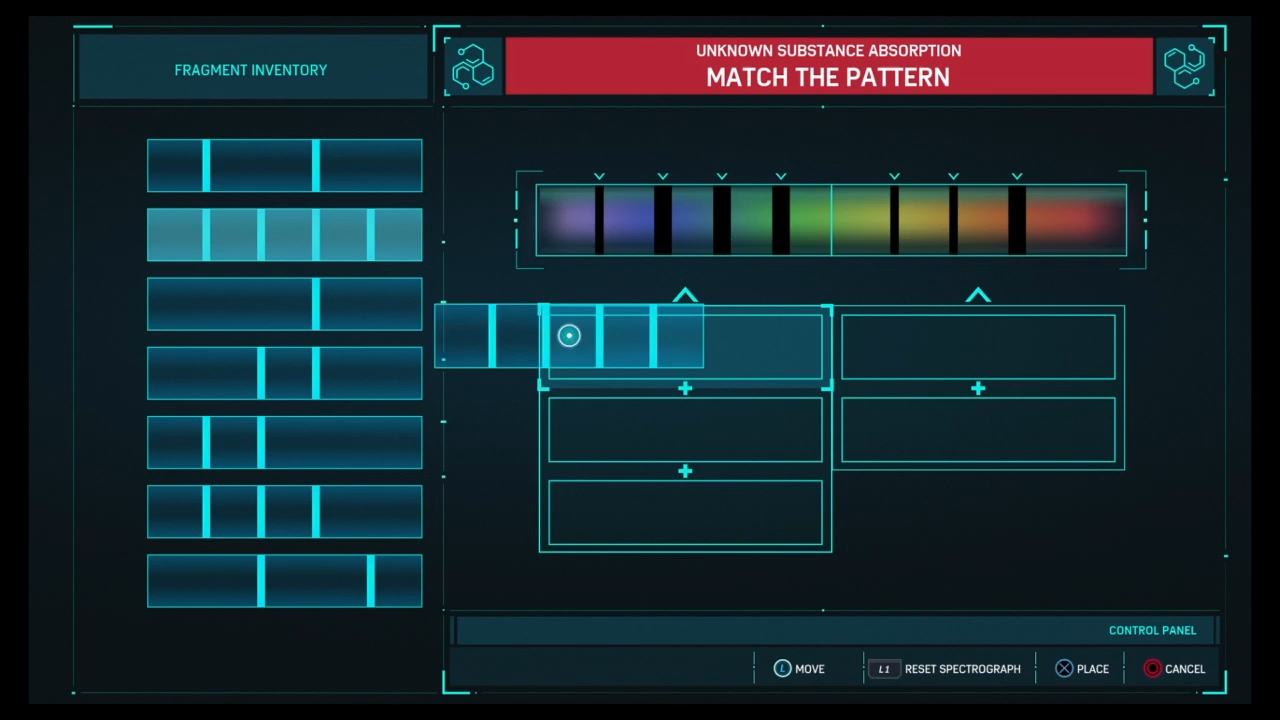 FRAGMENT INVENTORY
UNKNOWN SUBSTANCE ABSORPTION
MATCH THE PATTERN
CONTROL PANEL
L MOVE
L1 RESET SPECTROGRAPH
PLACE
CANCEL